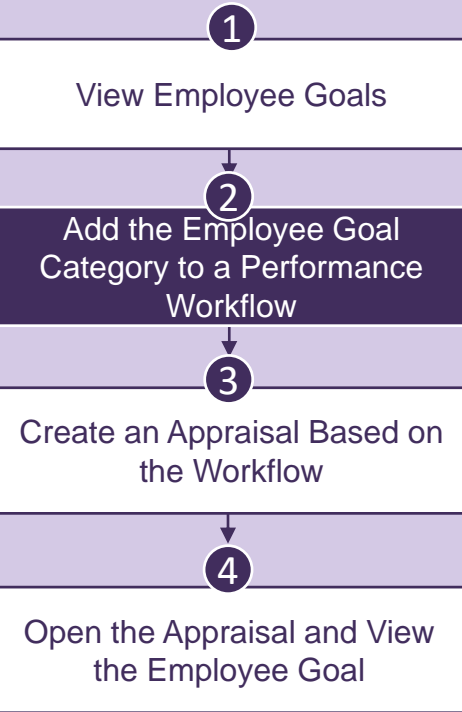 1
View Employee Goals
2
Add the Employee Goal
Category to a Performance
Workflow
3
Create an Appraisal Based on
the Workflow
4
Open the Appraisal and View
the Employee Goal